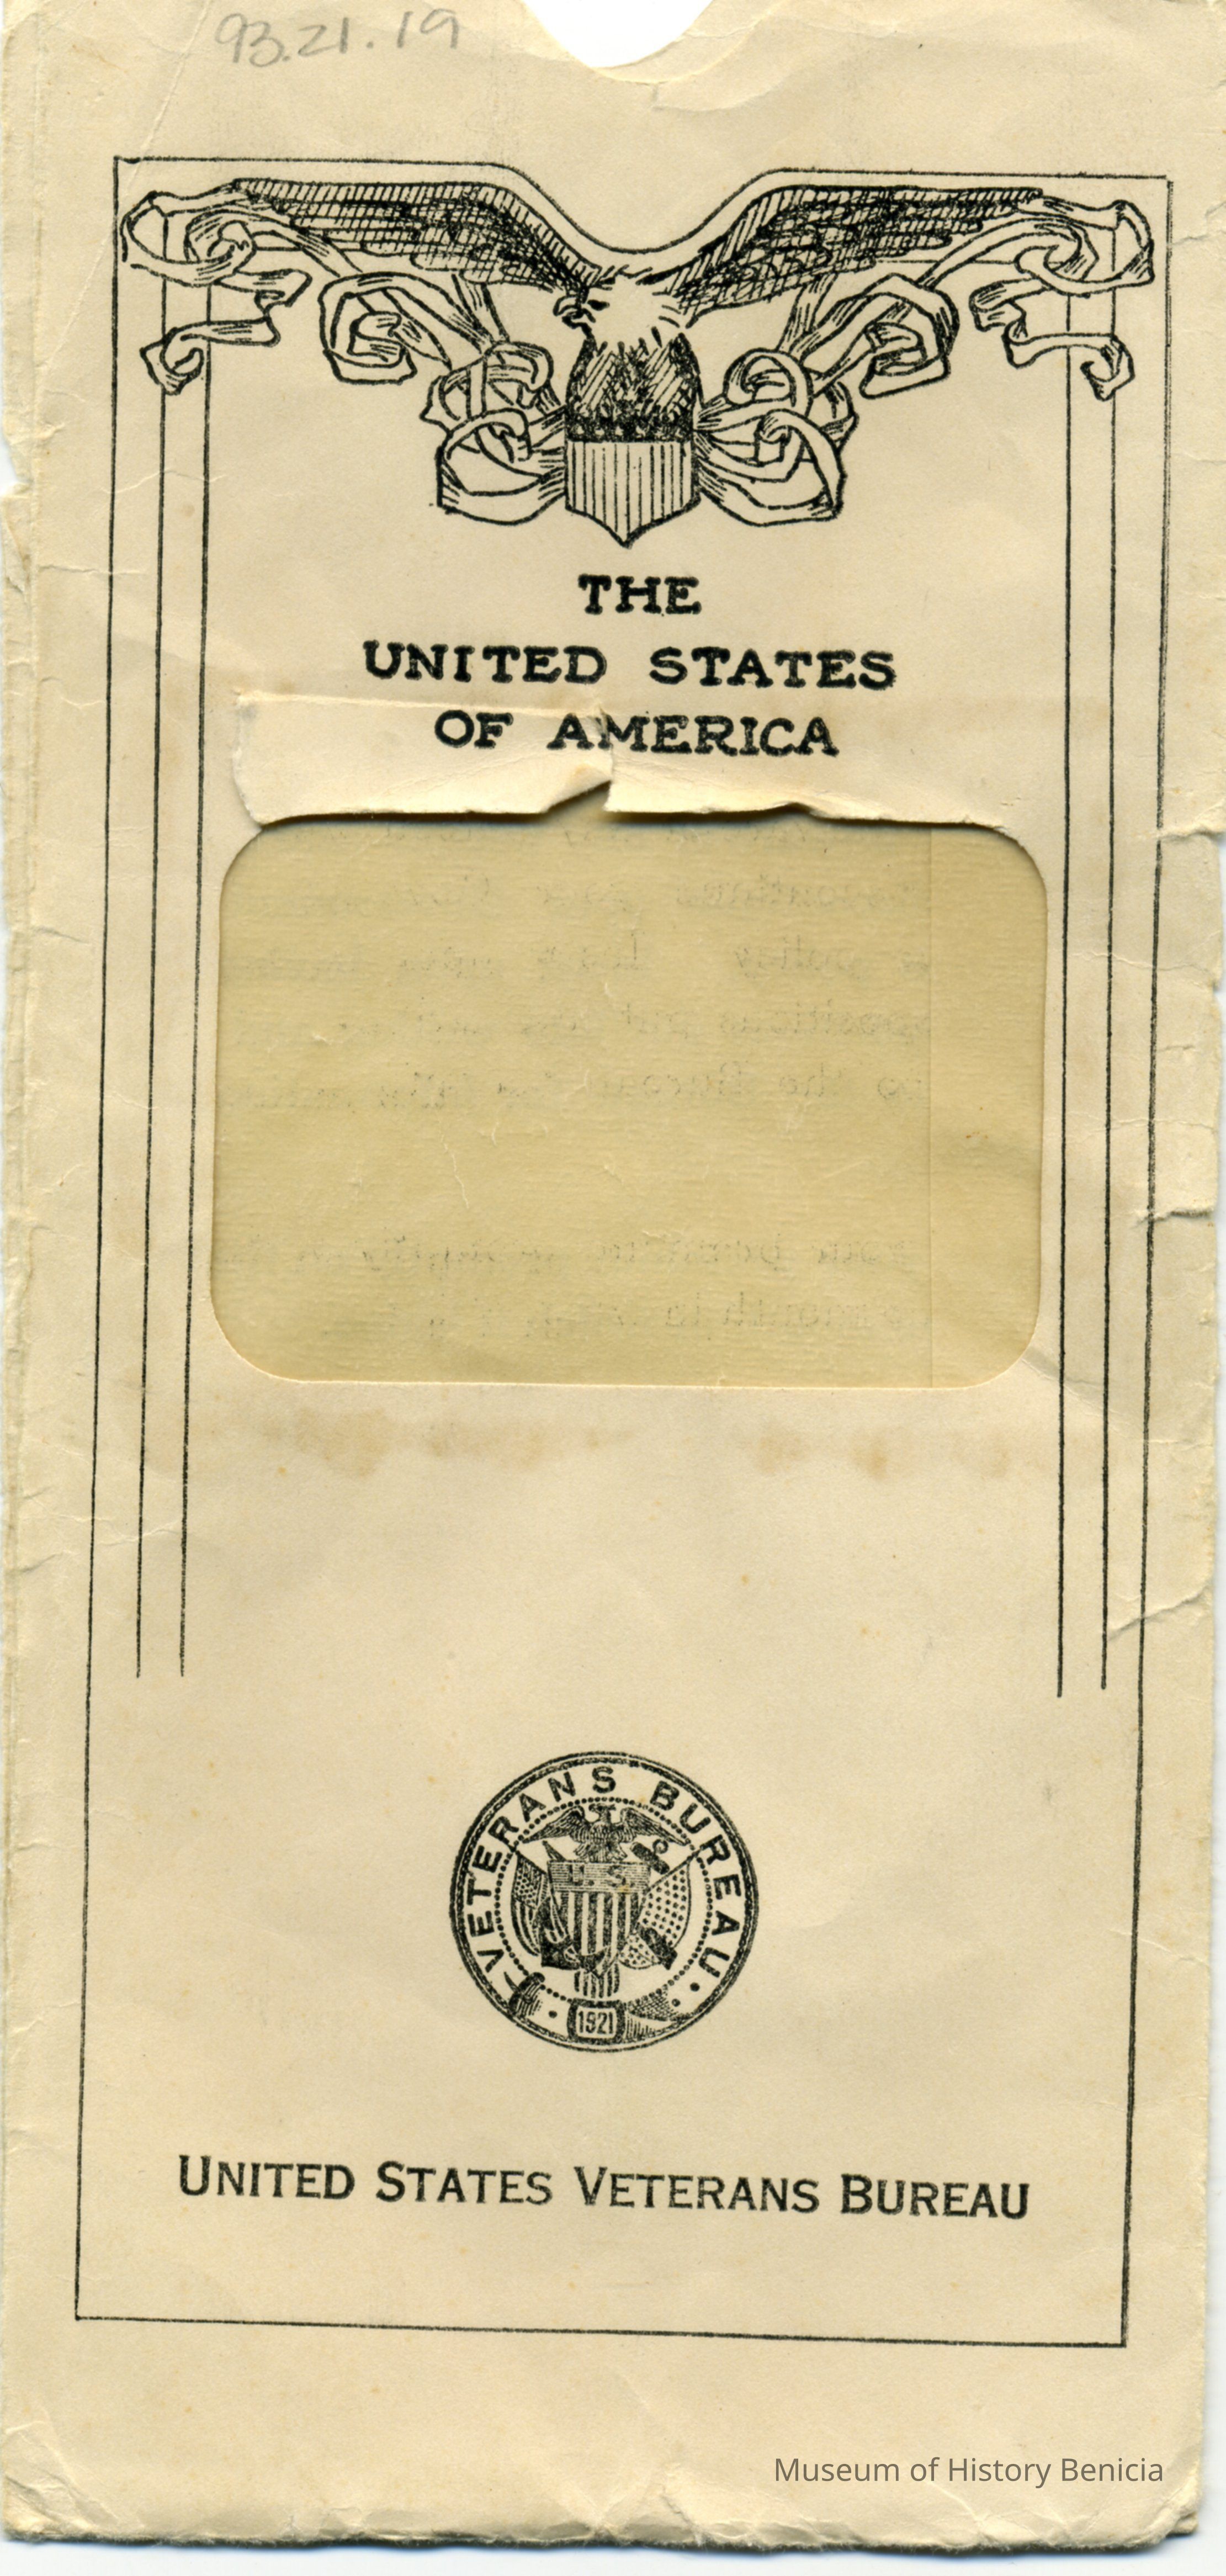 93.21.19
THE
UNITED STATES
OF AMERICA
VETERANS BUREAU
U.S.
1921
UNITED STATES VETERANS BUREAU
Museum of History Benicia